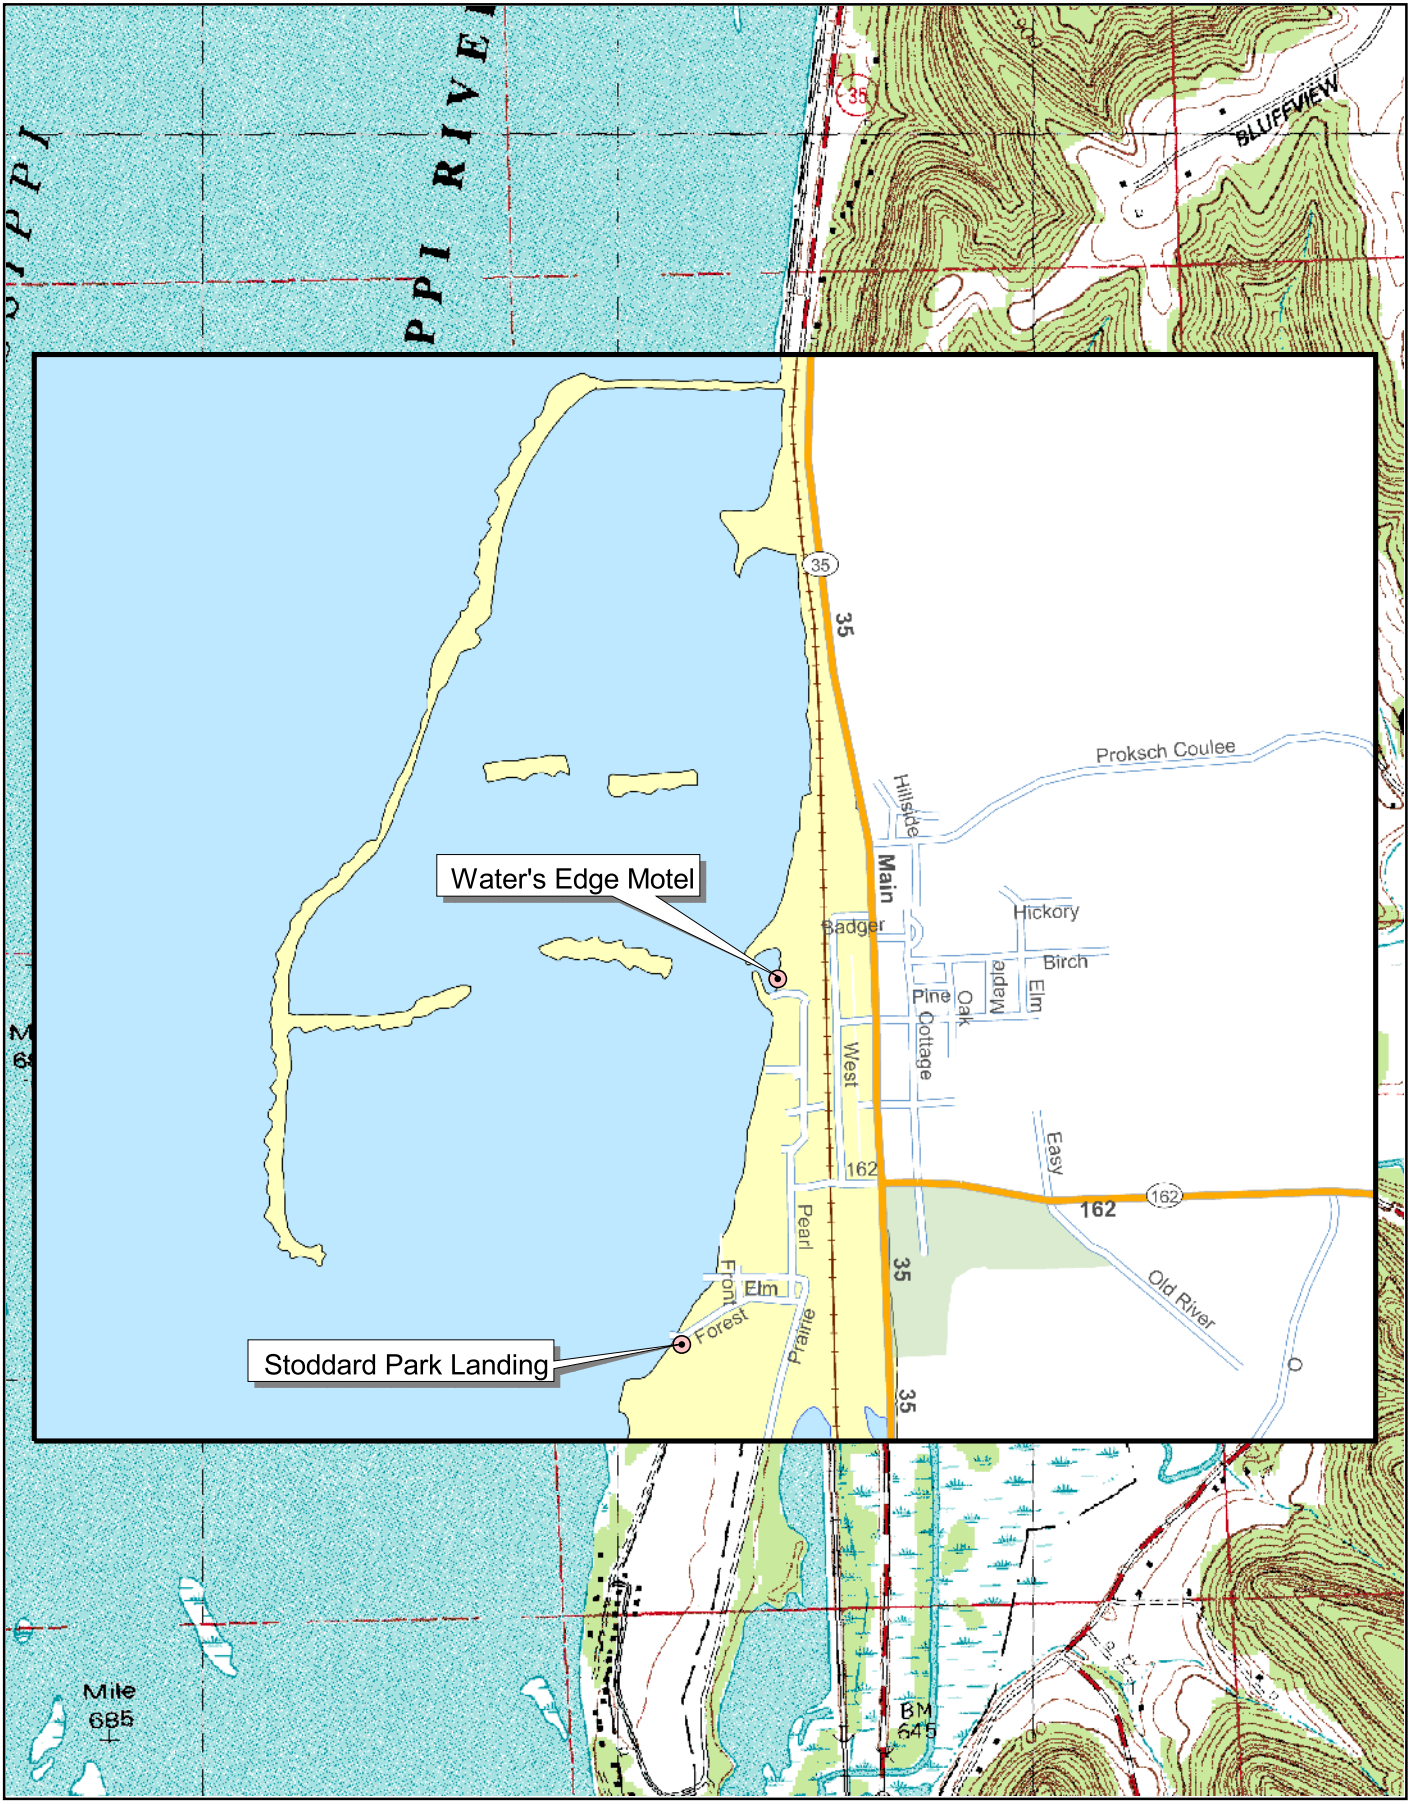 PPI RIVE
SIPPI
35
BLUFFVIEW
35
35
Proksch Coulee
Hillside
Main
Water's Edge Motel
Hickory
Badger
Birch
Maple
Elm
Pine
Oak
Cottage
West
Easy
162
162
162
Pearl
35
Front
Elm
Old River
Forest
Prairie
Stoddard Park Landing
O
35
Mile
685
BM
645